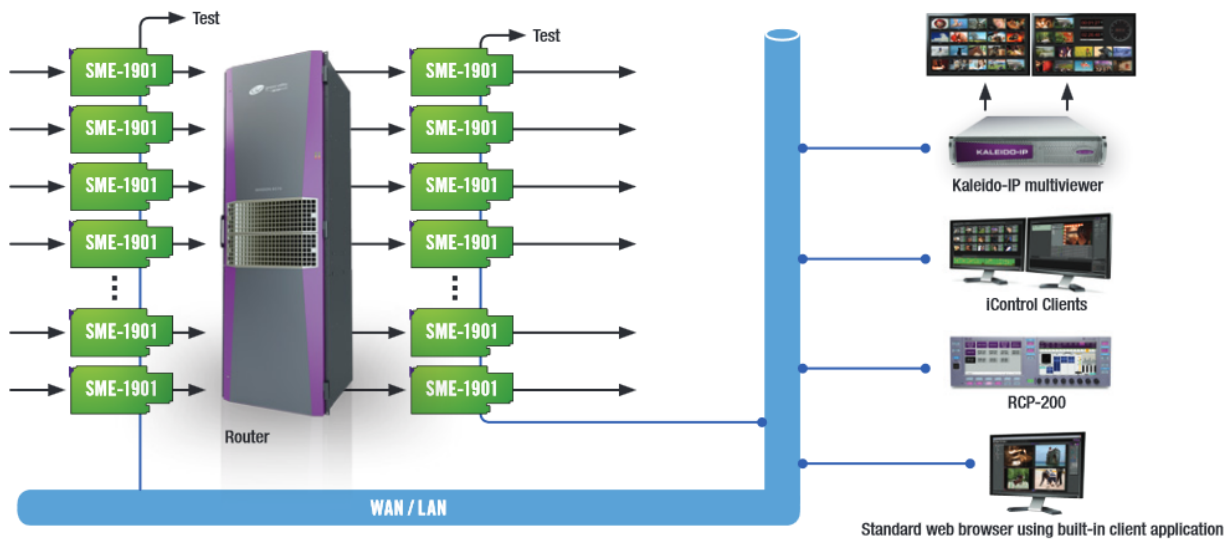 Test
Test
SME-1901
SME-1901
SME-1901
SME-1901
SME-1901
SME-1901
SME-1901
SME-1901
SME-1901
SME-1901
SME-1901
SME-1901
Router
WAN / LAN
KALEIDO-IP
Kaleido-IP multiviewer
iControl Clients
RCP-200
Standard web browser using built-in client application